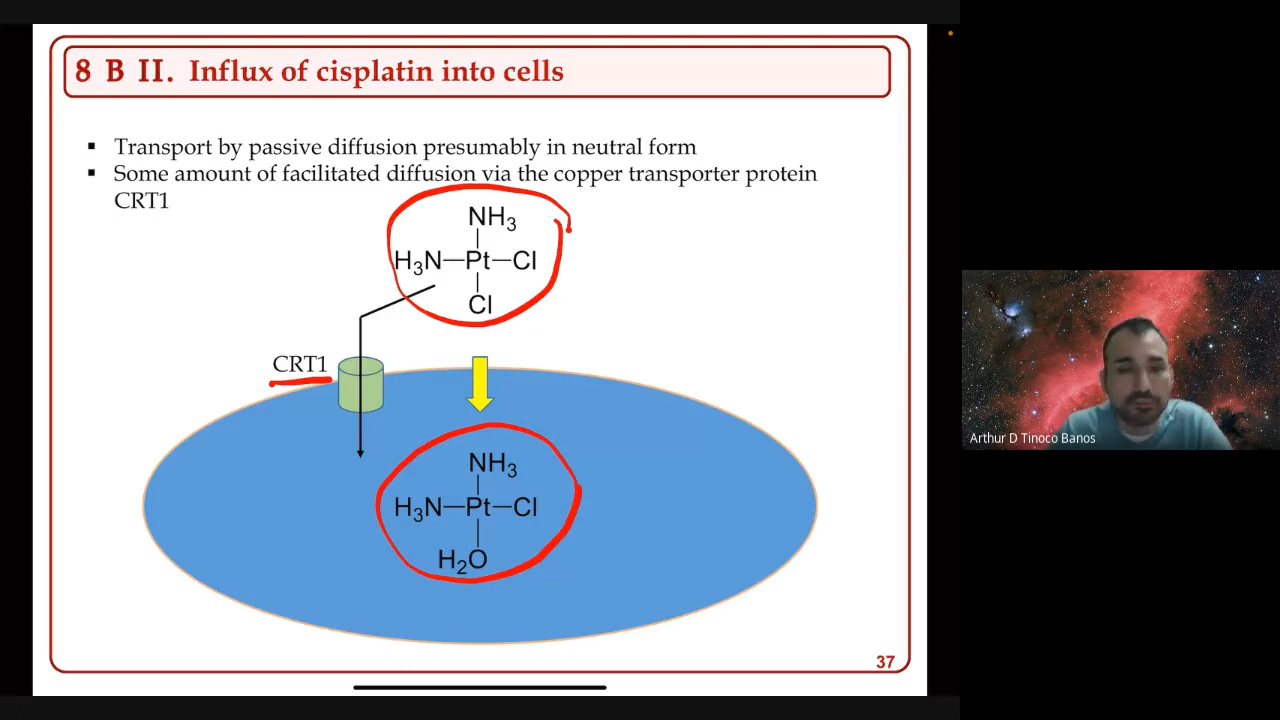 8 B II. Influx of cisplatin into cells
▪ Transport by passive diffusion presumably in neutral form
▪ Some amount of facilitated diffusion via the copper transporter protein
CRT1
NH3
H3N—Pt—Cl
Cl
CRT1
NH3
H3N—Pt—Cl
H2O
Arthur D Tinoco Banos
37